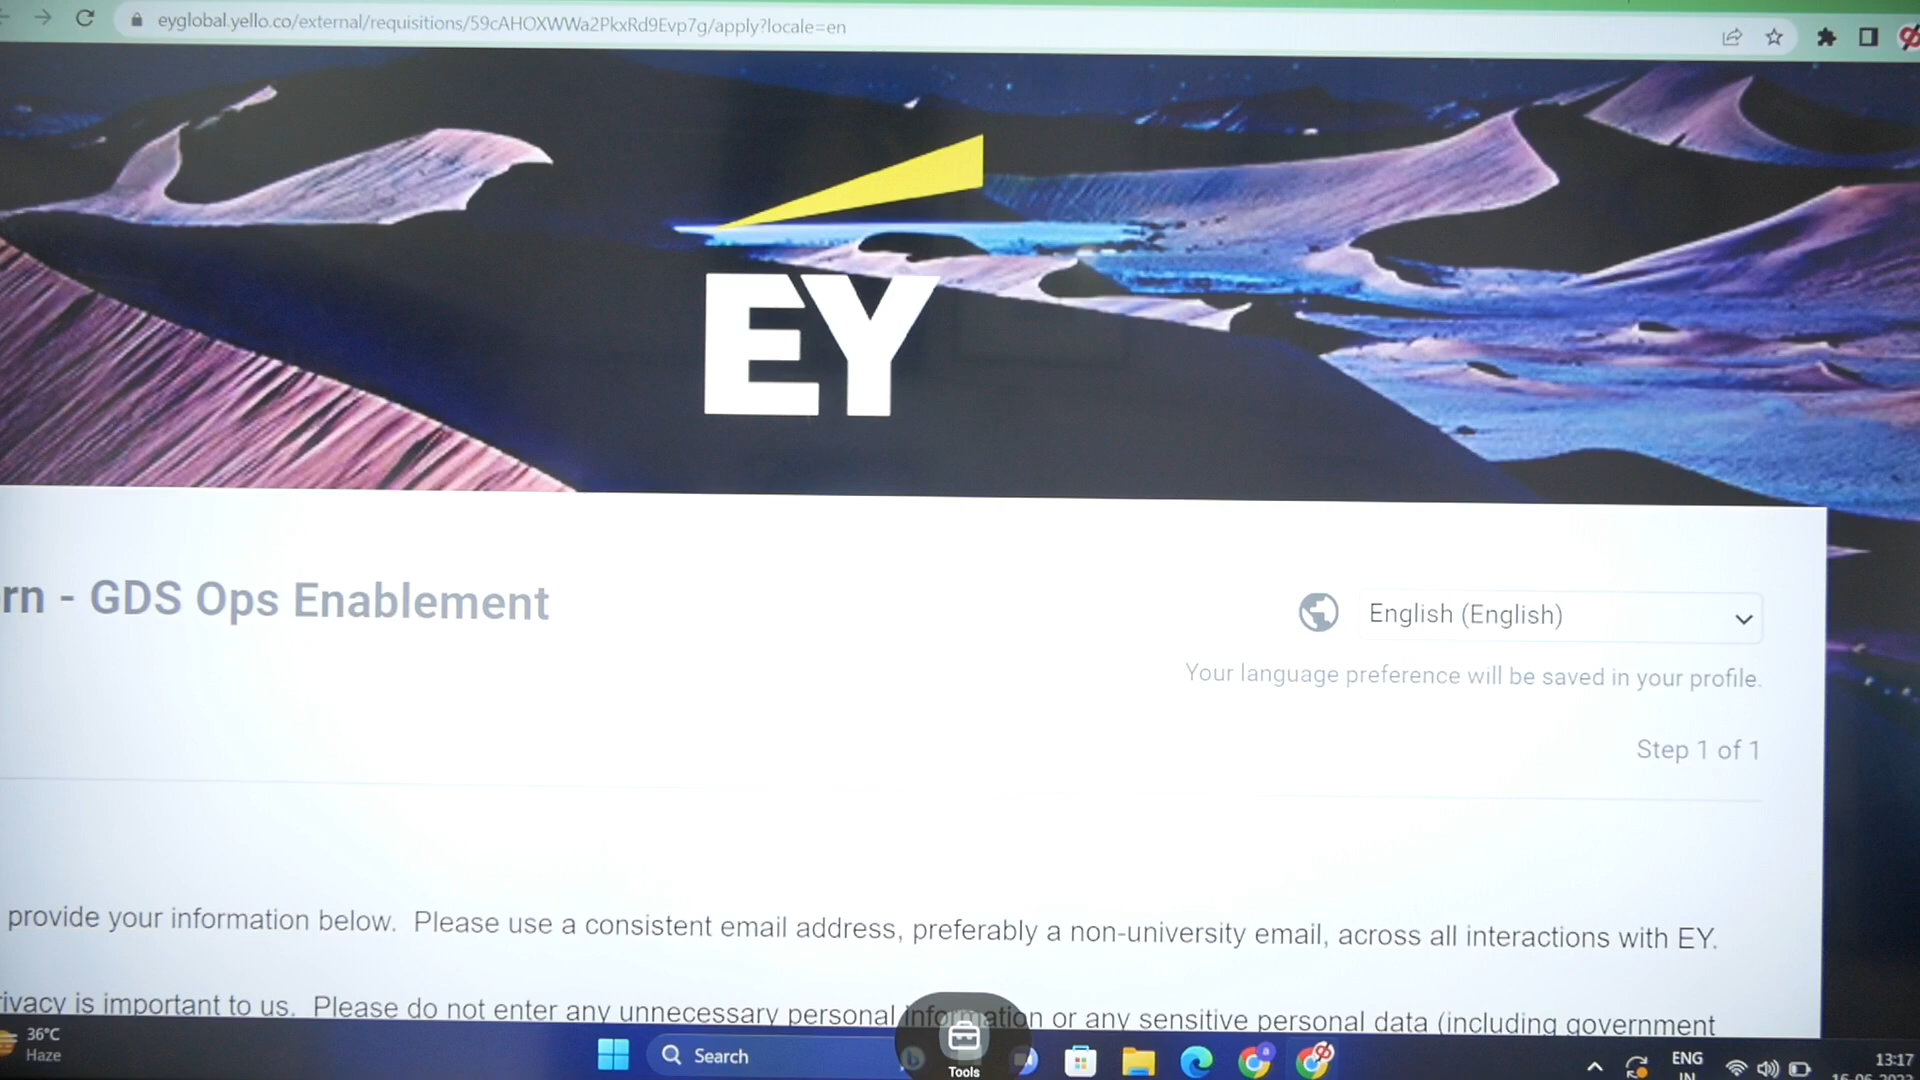 eyglobal.yello.co/external/requisitions/59cAHOXWWa2PkxRd9Evp7g/apply?locale=en
EY
rn - GDS Ops Enablement
English (English)
Your language preference will be saved in your profile.
Step 1 of 1
provide your information below. Please use a consistent email address, preferably a non-university email, across all interactions with EY.
ivacy is important to us. Please do not enter any unnecessary personal information or any sensitive personal data (including government
36°C
Haze
Search
Tools
ENG
IN
13:17